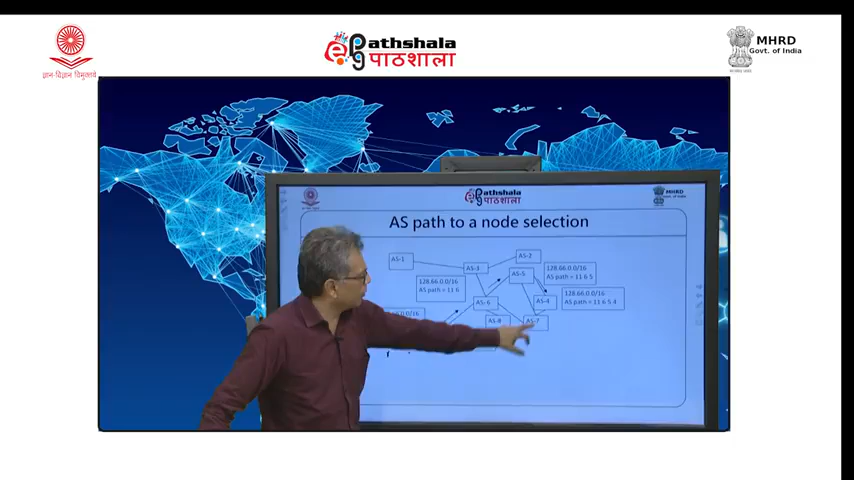 ज्ञान-विज्ञान विमुक्तये
athshala
पाठशाला
MHRD
Govt. of India
athshala
पाठशाला
MHRD
AS path to a node selection
AS-1
AS-2
AS-3
AS-5
128.66.0.0/16
AS path = 11 6 5
128.66.0.0/16
AS path = 11 6
AS-4
128.66.0.0/16
AS path = 11 6 5 4
AS- 6
AS-8
AS-7